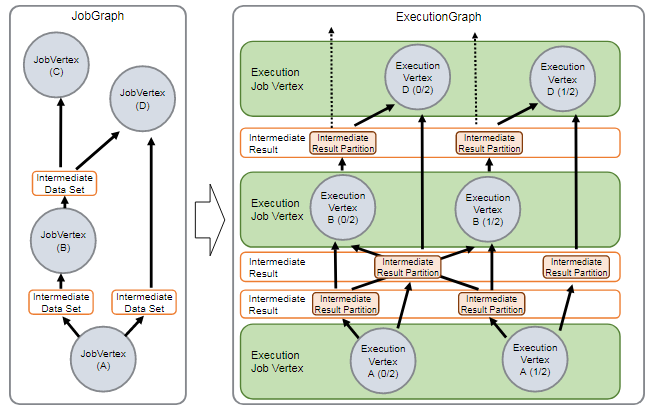 JobGraph
JobVertex
(C)
JobVertex
(D)
Intermediate
Data Set
JobVertex
(B)
Intermediate
Data Set
Intermediate
Data Set
JobVertex
(A)
ExecutionGraph
Execution
Job Vertex
Execution
Vertex
D (0/2)
Execution
Vertex
D (1/2)
Intermediate
Result
Intermediate
Result Partition
Intermediate
Result Partition
Execution
Job Vertex
Execution
Vertex
B (0/2)
Execution
Vertex
B (1/2)
Intermediate
Result
Intermediate
Result Partition
Intermediate
Result Partition
Intermediate
Result
Intermediate
Result Partition
Intermediate
Result Partition
Execution
Job Vertex
Execution
Vertex
A (0/2)
Execution
Vertex
A (1/2)